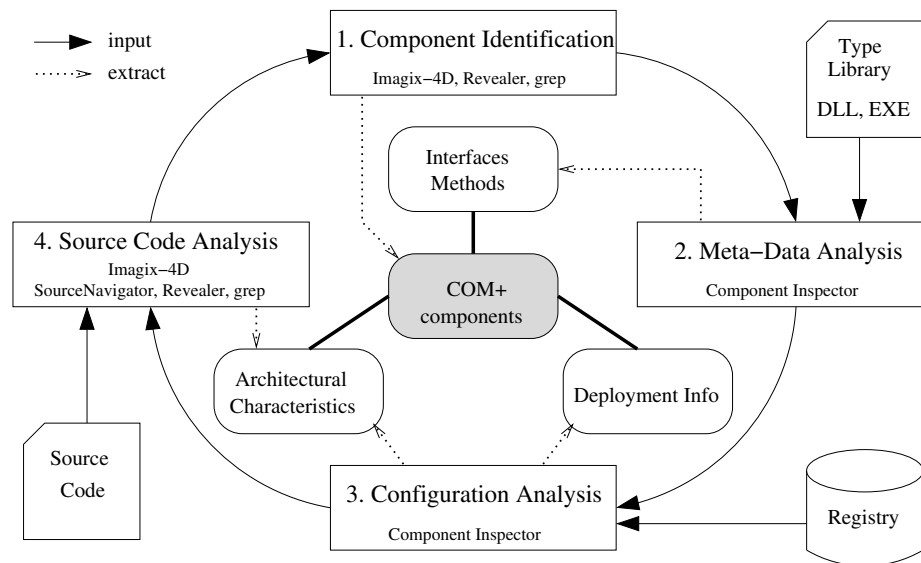 input
extract
1. Component Identification
Imagix-4D, Revealer, grep
Type
Library
DLL, EXE
Interfaces
Methods
4. Source Code Analysis
Imagix-4D
SourceNavigator, Revealer, grep
2. Meta-Data Analysis
Component Inspector
COM+
components
Architectural
Characteristics
Deployment Info
Source
Code
3. Configuration Analysis
Component Inspector
Registry